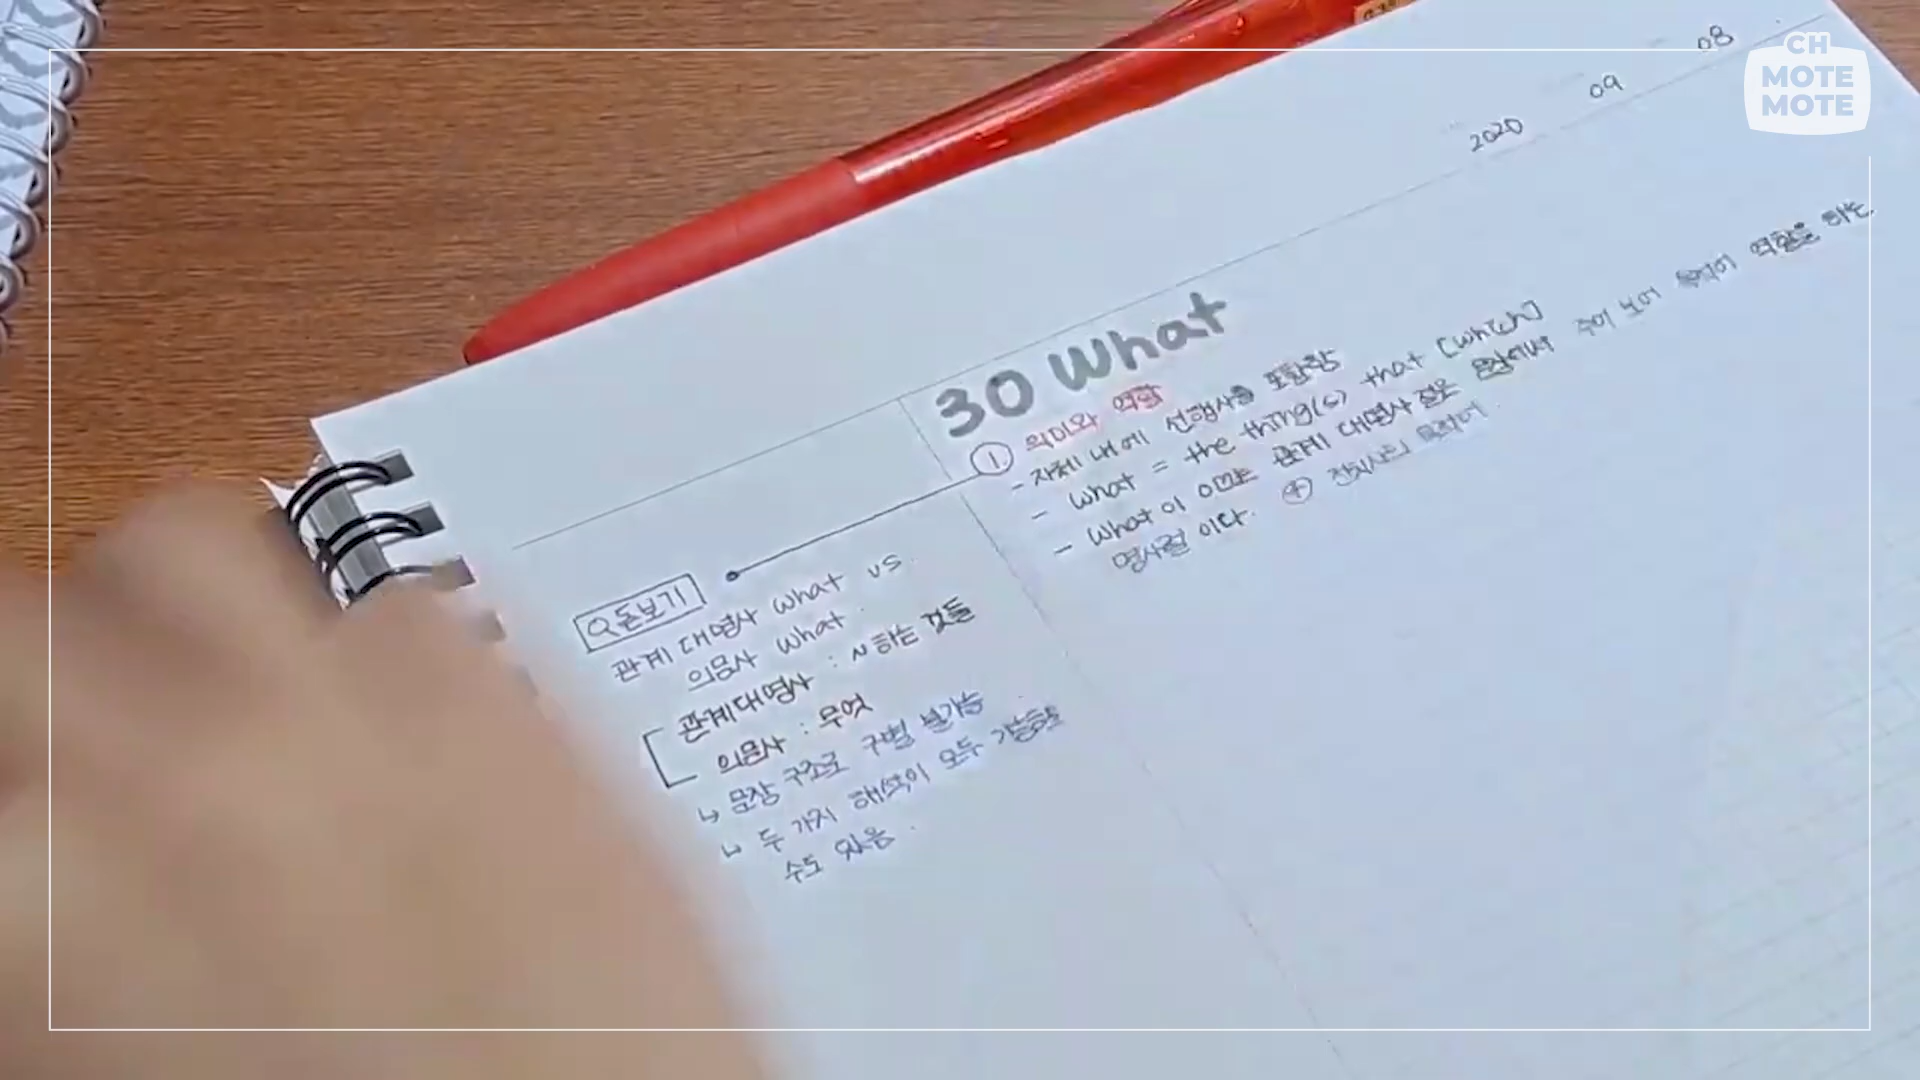 CH
MOTE
MOTE
2020 09 08
30 What
① 의미와 역할
- 자체 내에 선행사를 포함함
- what = the thing(s) that [which]
- what이 이끄는 관계대명사절은 문장에서 주어 보어 목적어 역할을 하는
명사절이다. ⊕ 전치사의 목적어.
돋보기
관계대명사 what vs.
의문사 what.
관계대명사 : ~하는 것들
의문사 : 무엇
↳ 문장 구조로 구별 불가능
↳ 두 가지 해석이 모두 가능할
수도 있음.